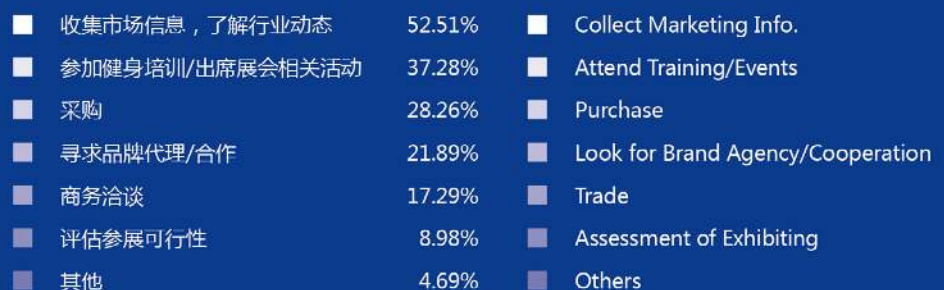 收集市场信息，了解行业动态 52.51% Collect Marketing Info.
参加健身培训/出席展会相关活动 37.28% Attend Training/Events
采购 28.26% Purchase
寻求品牌代理/合作 21.89% Look for Brand Agency/Cooperation
商务洽谈 17.29% Trade
评估参展可行性 8.98% Assessment of Exhibiting
其他 4.69% Others